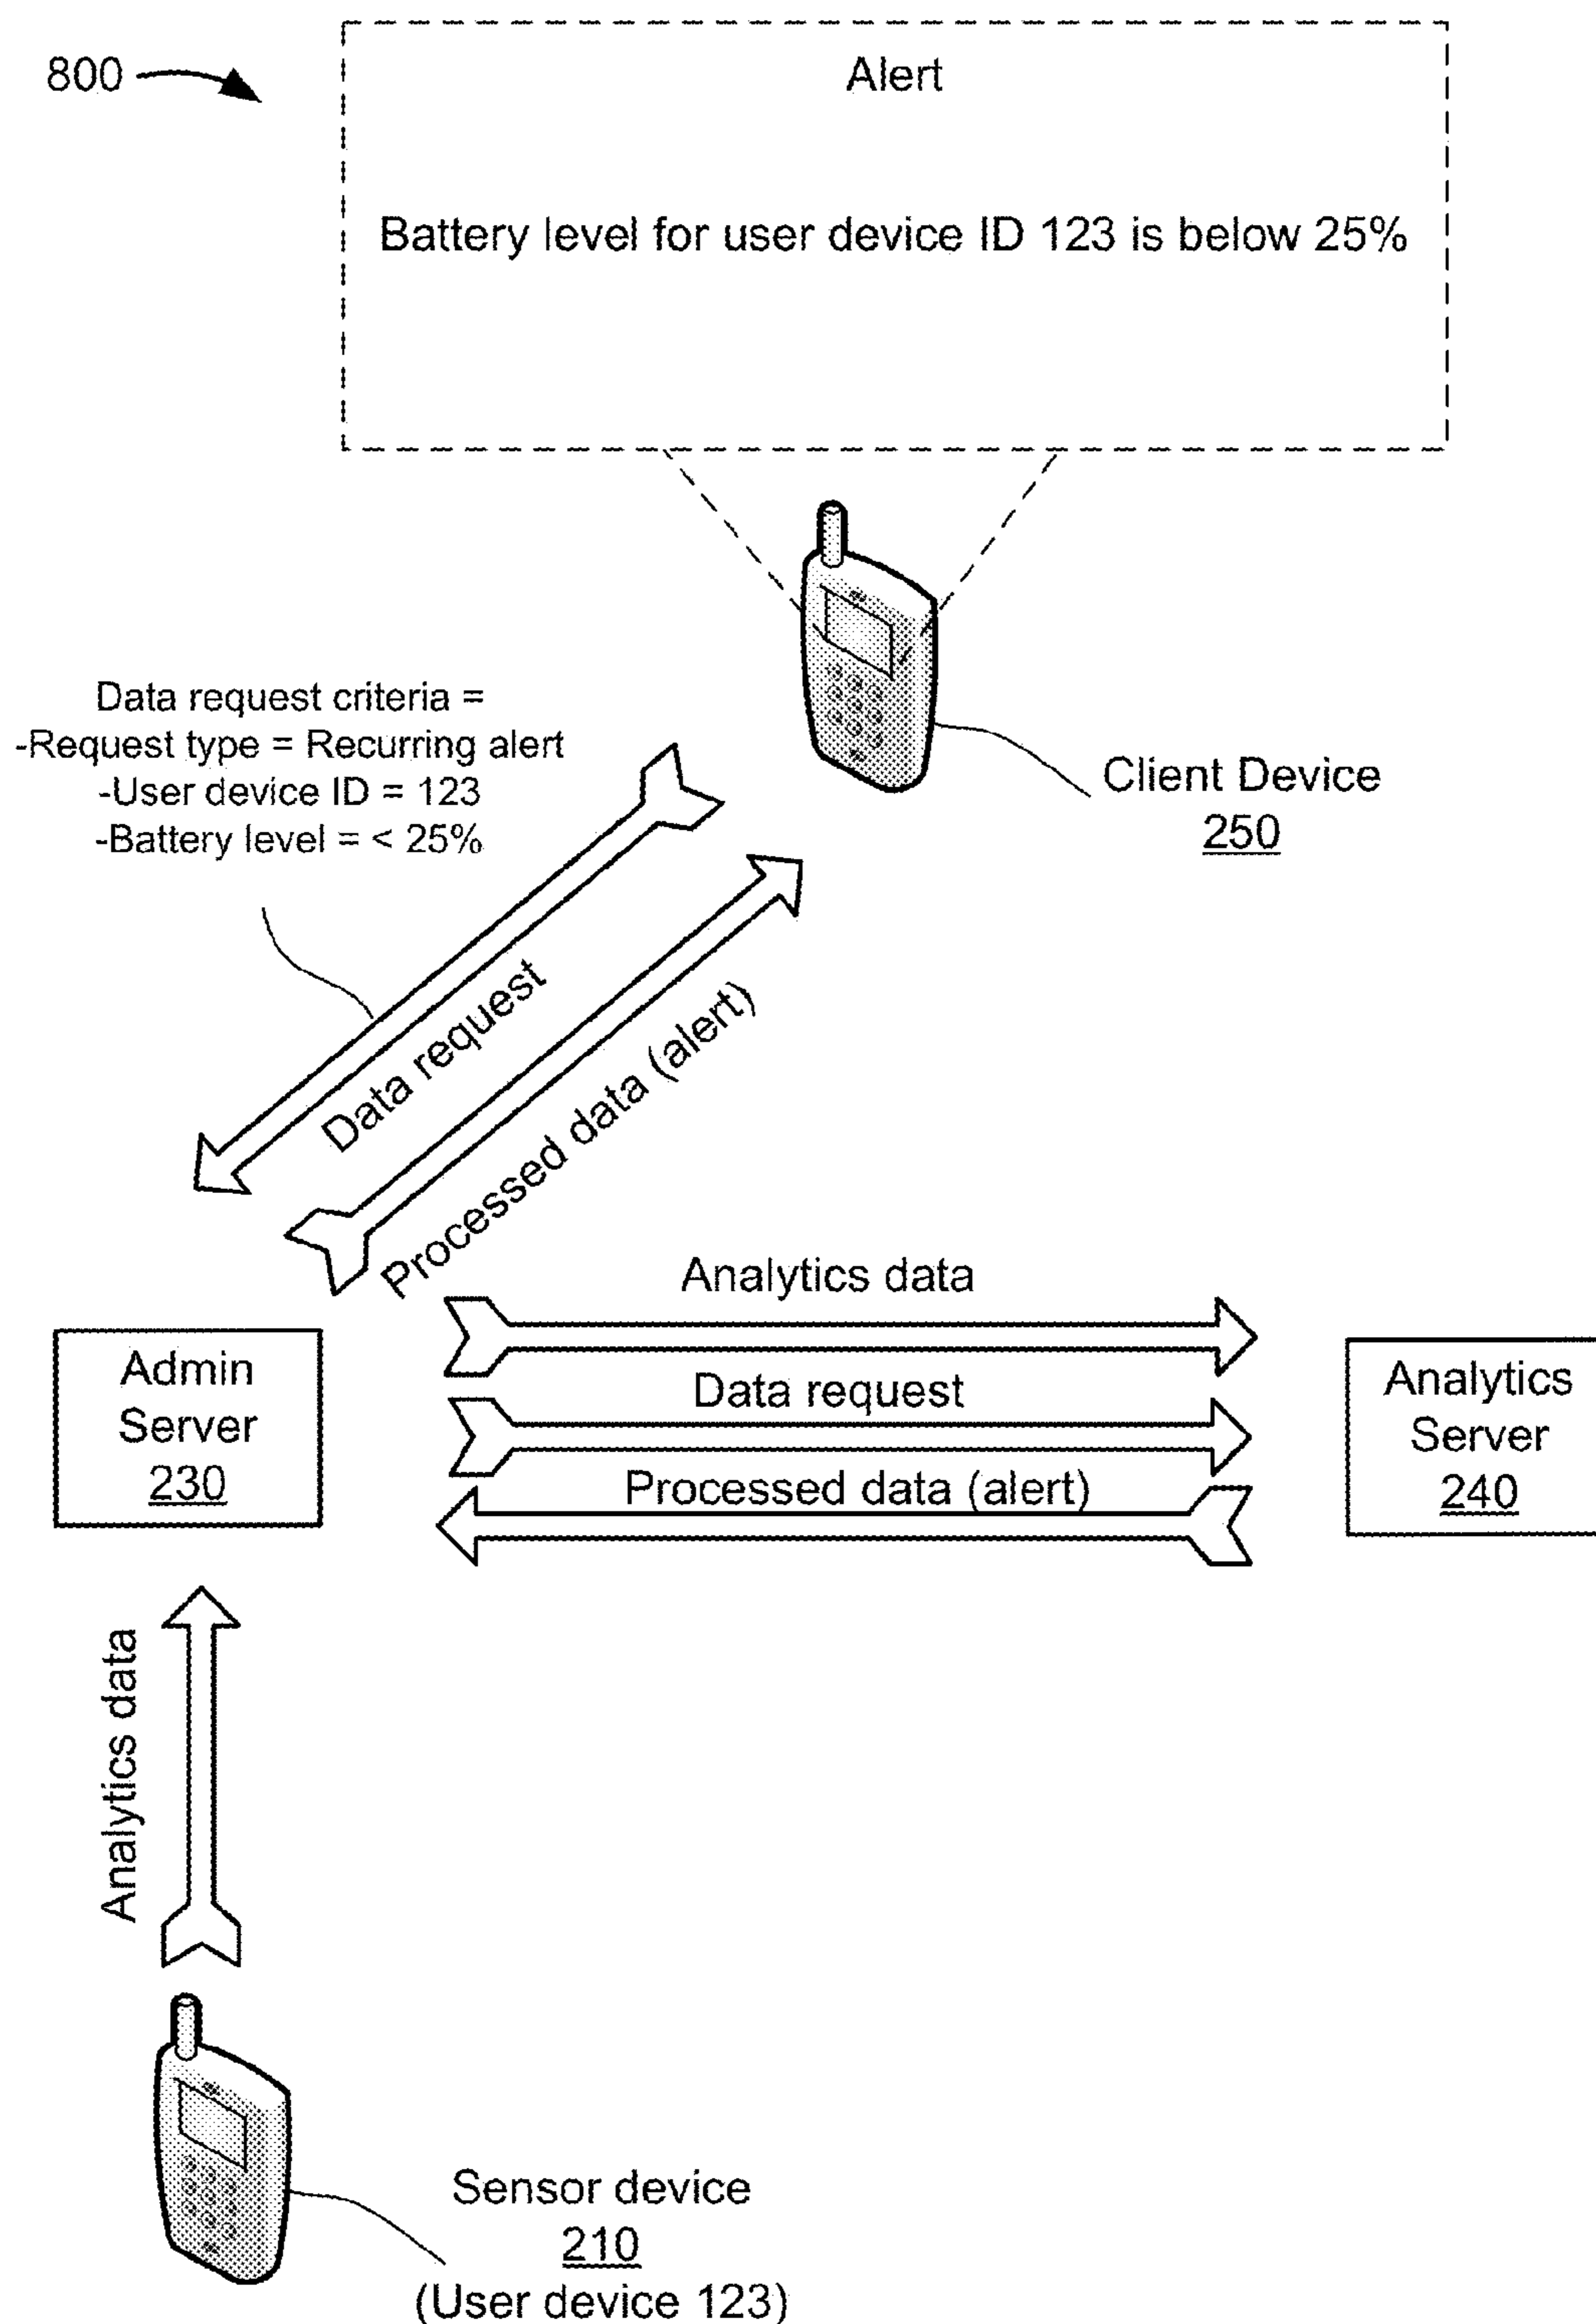 800
Alert
Battery level for user device ID 123 is below 25%
Data request criteria =
-Request type = Recurring alert
-User device ID = 123
-Battery level = < 25%
Client Device
250
Data request
Processed data (alert)
Analytics data
Data request
Processed data (alert)
Admin
Server
230
Analytics
Server
240
Analytics data
Sensor device
210
(User device 123)